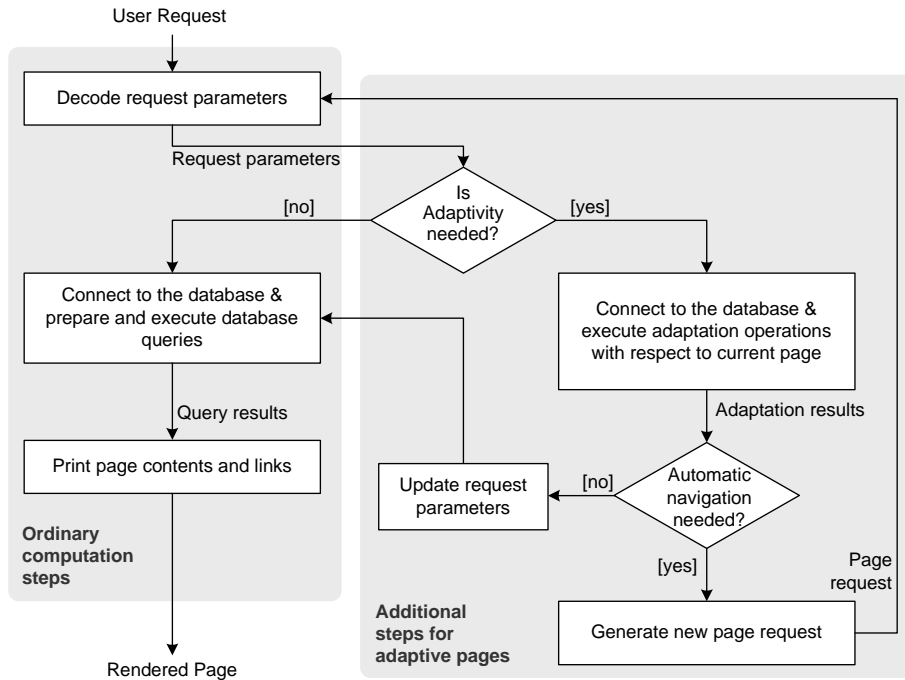 User Request
Decode request parameters
Request parameters
Is
Adaptivity
needed?
[no]
[yes]
Connect to the database &
prepare and execute database
queries
Connect to the database &
execute adaptation operations
with respect to current page
Query results
Adaptation results
Print page contents and links
Update request
parameters
[no]
Automatic
navigation
needed?
Ordinary
computation
steps
[yes]
Page
request
Additional
steps for
adaptive pages
Generate new page request
Rendered Page